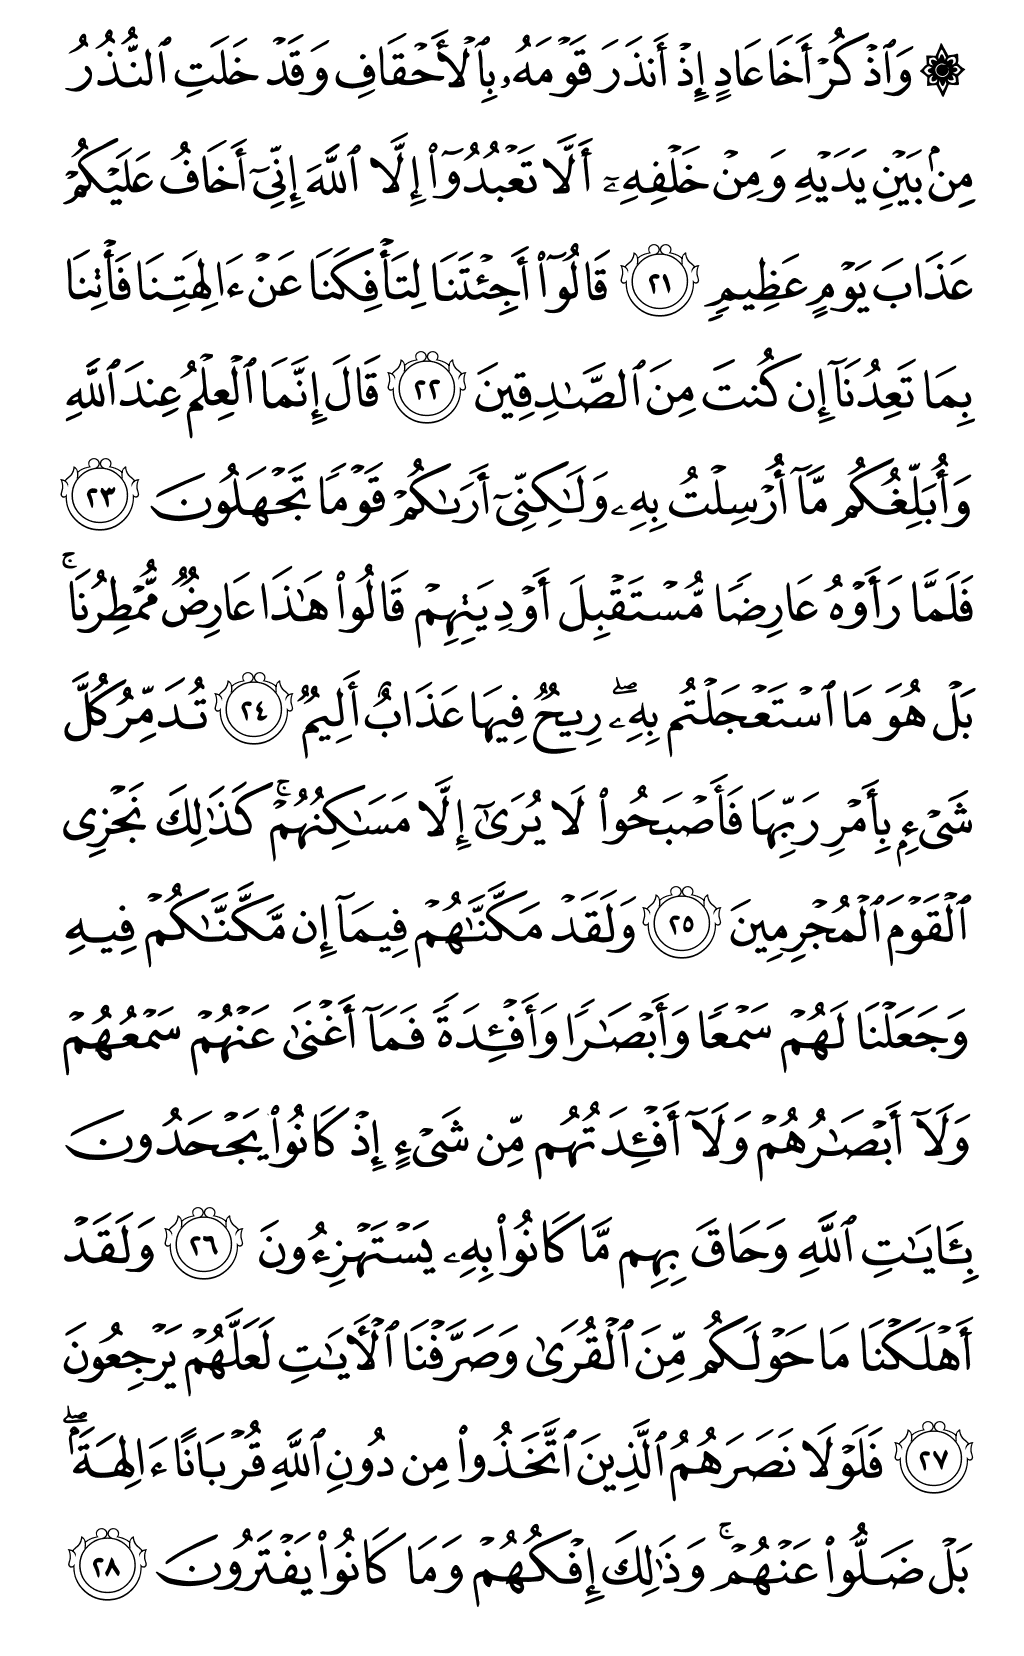 ۞ وَٱذۡكُرۡ أَخَا عَادٍ إِذۡ أَنذَرَ قَوۡمَهُۥ بِٱلۡأَحۡقَافِ وَقَدۡ خَلَتِ ٱلنُّذُرُ
مِنۢ بَيۡنِ يَدَيۡهِ وَمِنۡ خَلۡفِهِۦٓ أَلَّا تَعۡبُدُوٓاْ إِلَّا ٱللَّهَ إِنِّيٓ أَخَافُ عَلَيۡكُمۡ
عَذَابَ يَوۡمٍ عَظِيمٖ ٢١ قَالُوٓاْ أَجِئۡتَنَا لِتَأۡفِكَنَا عَنۡ ءَالِهَتِنَا فَأۡتِنَا
بِمَا تَعِدُنَآ إِن كُنتَ مِنَ ٱلصَّٰدِقِينَ ٢٢ قَالَ إِنَّمَا ٱلۡعِلۡمُ عِندَ ٱللَّهِ
وَأُبَلِّغُكُم مَّآ أُرۡسِلۡتُ بِهِۦ وَلَٰكِنِّيٓ أَرَىٰكُمۡ قَوۡمٗا تَجۡهَلُونَ ٢٣
فَلَمَّا رَأَوۡهُ عَارِضٗا مُّسۡتَقۡبِلَ أَوۡدِيَتِهِمۡ قَالُواْ هَٰذَا عَارِضٞ مُّمۡطِرُنَاۚ
بَلۡ هُوَ مَا ٱسۡتَعۡجَلۡتُم بِهِۦۖ رِيحٞ فِيهَا عَذَابٌ أَلِيمٞ ٢٤ تُدَمِّرُ كُلَّ
شَيۡءِۭ بِأَمۡرِ رَبِّهَا فَأَصۡبَحُواْ لَا يُرَىٰٓ إِلَّا مَسَٰكِنُهُمۡۚ كَذَٰلِكَ نَجۡزِي
ٱلۡقَوۡمَ ٱلۡمُجۡرِمِينَ ٢٥ وَلَقَدۡ مَكَّنَّٰهُمۡ فِيمَآ إِن مَّكَّنَّٰكُمۡ فِيهِ
وَجَعَلۡنَا لَهُمۡ سَمۡعٗا وَأَبۡصَٰرٗا وَأَفۡـِٔدَةٗ فَمَآ أَغۡنَىٰ عَنۡهُمۡ سَمۡعُهُمۡ
وَلَآ أَبۡصَٰرُهُمۡ وَلَآ أَفۡـِٔدَتُهُم مِّن شَيۡءٍ إِذۡ كَانُواْ يَجۡحَدُونَ
بِـَٔايَٰتِ ٱللَّهِ وَحَاقَ بِهِم مَّا كَانُواْ بِهِۦ يَسۡتَهۡزِءُونَ ٢٦ وَلَقَدۡ
أَهۡلَكۡنَا مَا حَوۡلَكُم مِّنَ ٱلۡقُرَىٰ وَصَرَّفۡنَا ٱلۡأٓيَٰتِ لَعَلَّهُمۡ يَرۡجِعُونَ
٢٧ فَلَوۡلَا نَصَرَهُمُ ٱلَّذِينَ ٱتَّخَذُواْ مِن دُونِ ٱللَّهِ قُرۡبَانًا ءَالِهَةَۢۖ
بَلۡ ضَلُّواْ عَنۡهُمۡۚ وَذَٰلِكَ إِفۡكُهُمۡ وَمَا كَانُواْ يَفۡتَرُونَ ٢٨